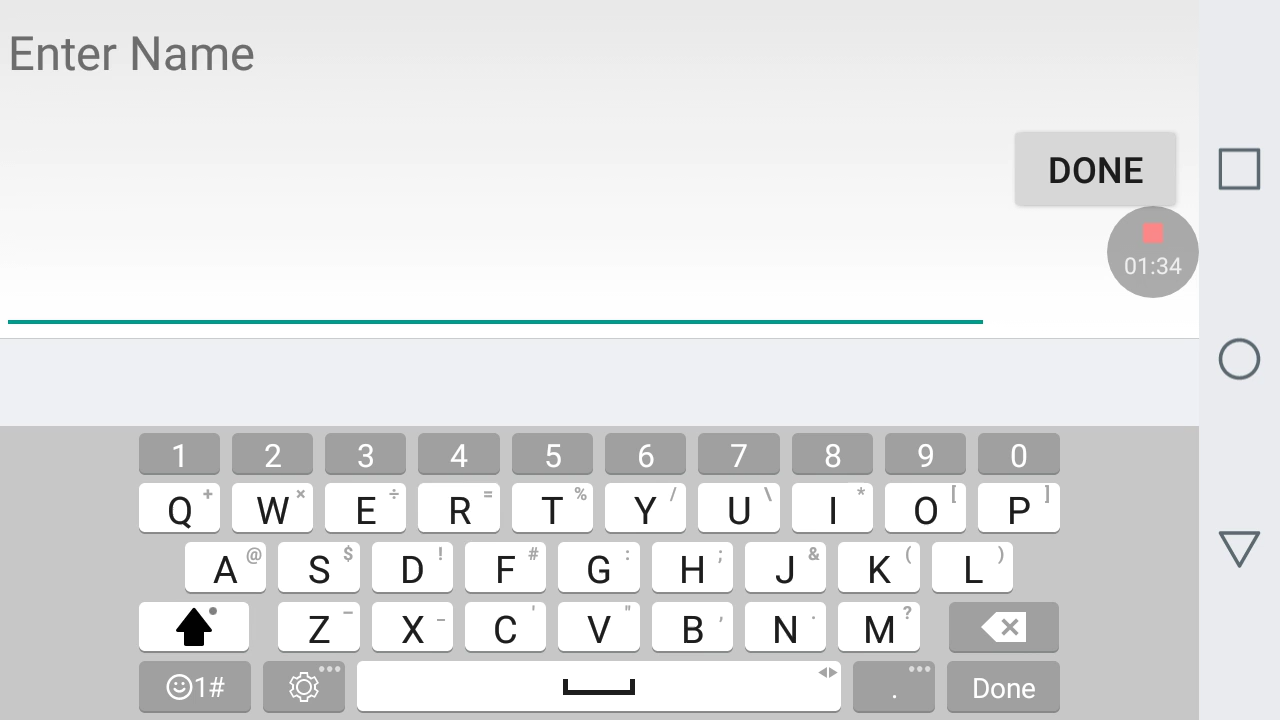 Enter Name
DONE
01:34
1 2 3 4 5 6 7 8 9 0
Q + W × E ÷ R = T % Y / U \ I * O [ P ]
A @ S $ D ! F # G : H ; J & K ( L )
Z – X _ C ' V " B , N . M ?
1# . Done